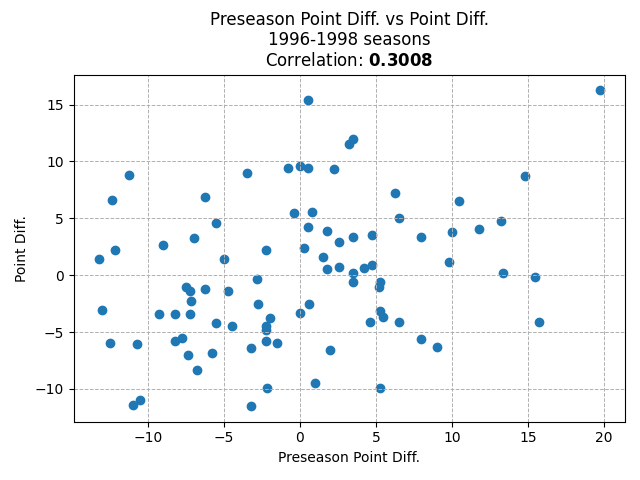 Preseason Point Diff. vs Point Diff.
1996-1998 seasons
Correlation: 0.3008
15
10
5
0
−5
−10
Point Diff.
−10 −5 0 5 10 15 20
Preseason Point Diff.